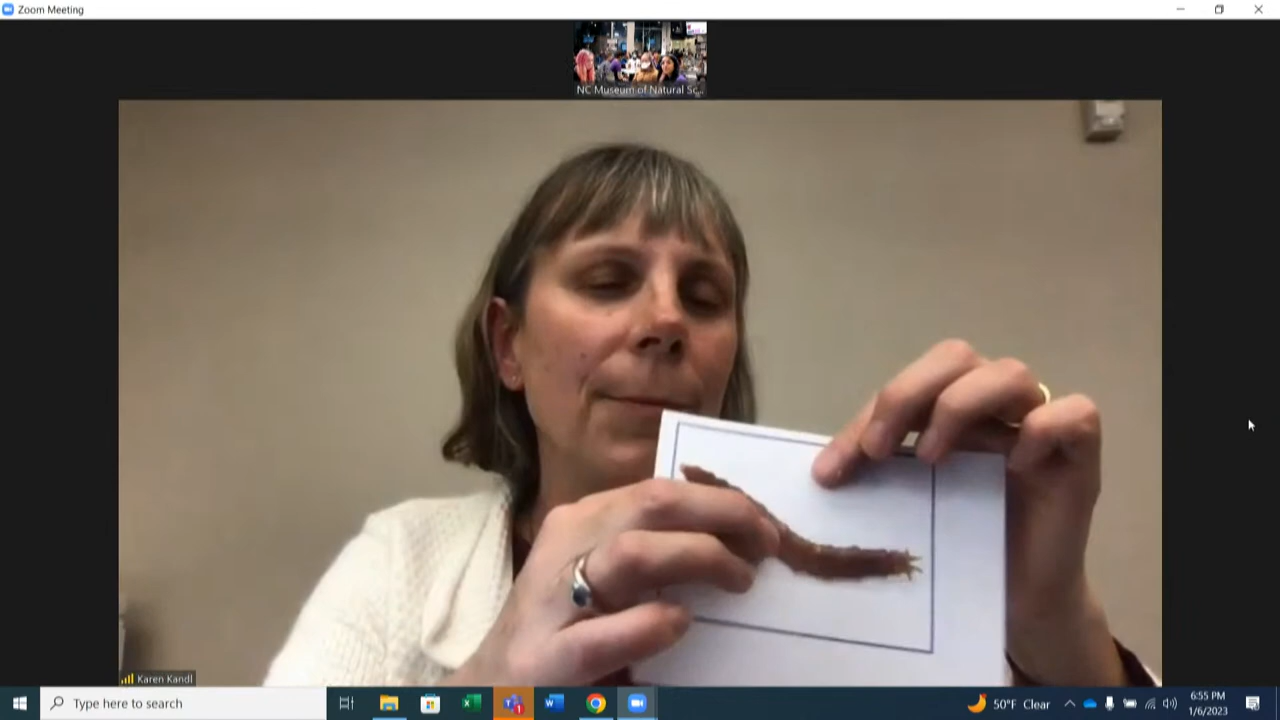 Zoom Meeting
NC Museum of Natural Sc...
Karen Kandl
Type here to search
50°F Clear
6:55 PM
1/6/2023